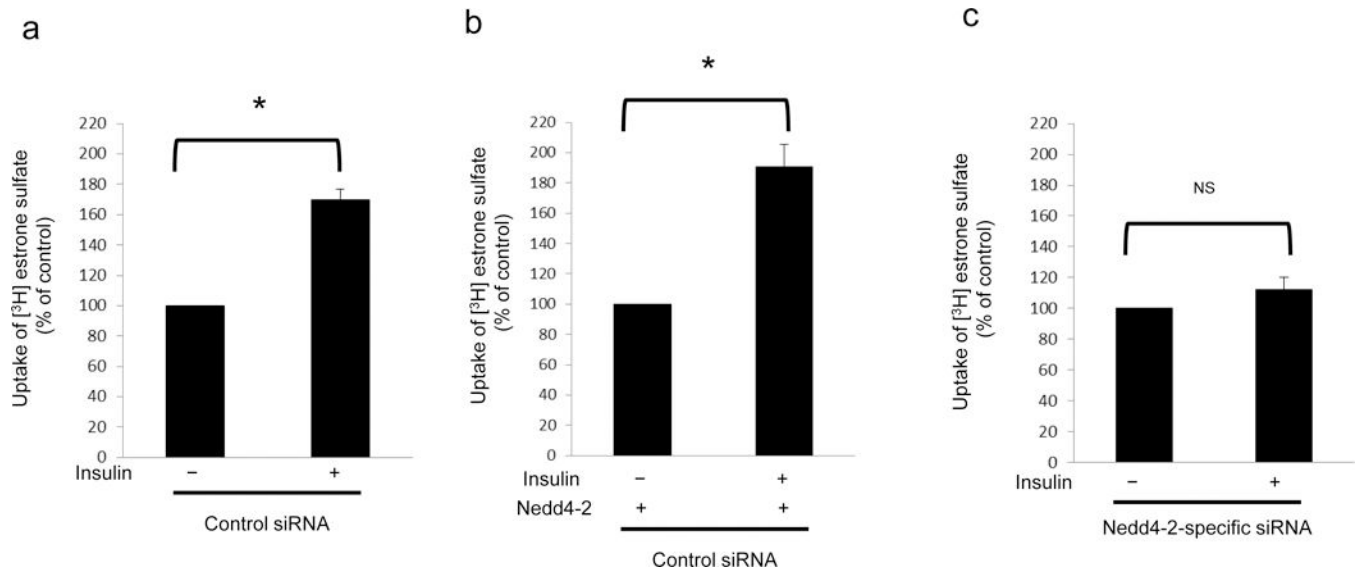 a
*
Uptake of [³H] estrone sulfate
(% of control)
220
200
180
160
140
120
100
80
60
40
20
0
Insulin − +
Control siRNA
b
*
Uptake of [³H] estrone sulfate
(% of control)
220
200
180
160
140
120
100
80
60
40
20
0
Insulin − +
Nedd4-2 + +
Control siRNA
c
NS
Uptake of [³H] estrone sulfate
(% of control)
220
200
180
160
140
120
100
80
60
40
20
0
Insulin − +
Nedd4-2-specific siRNA